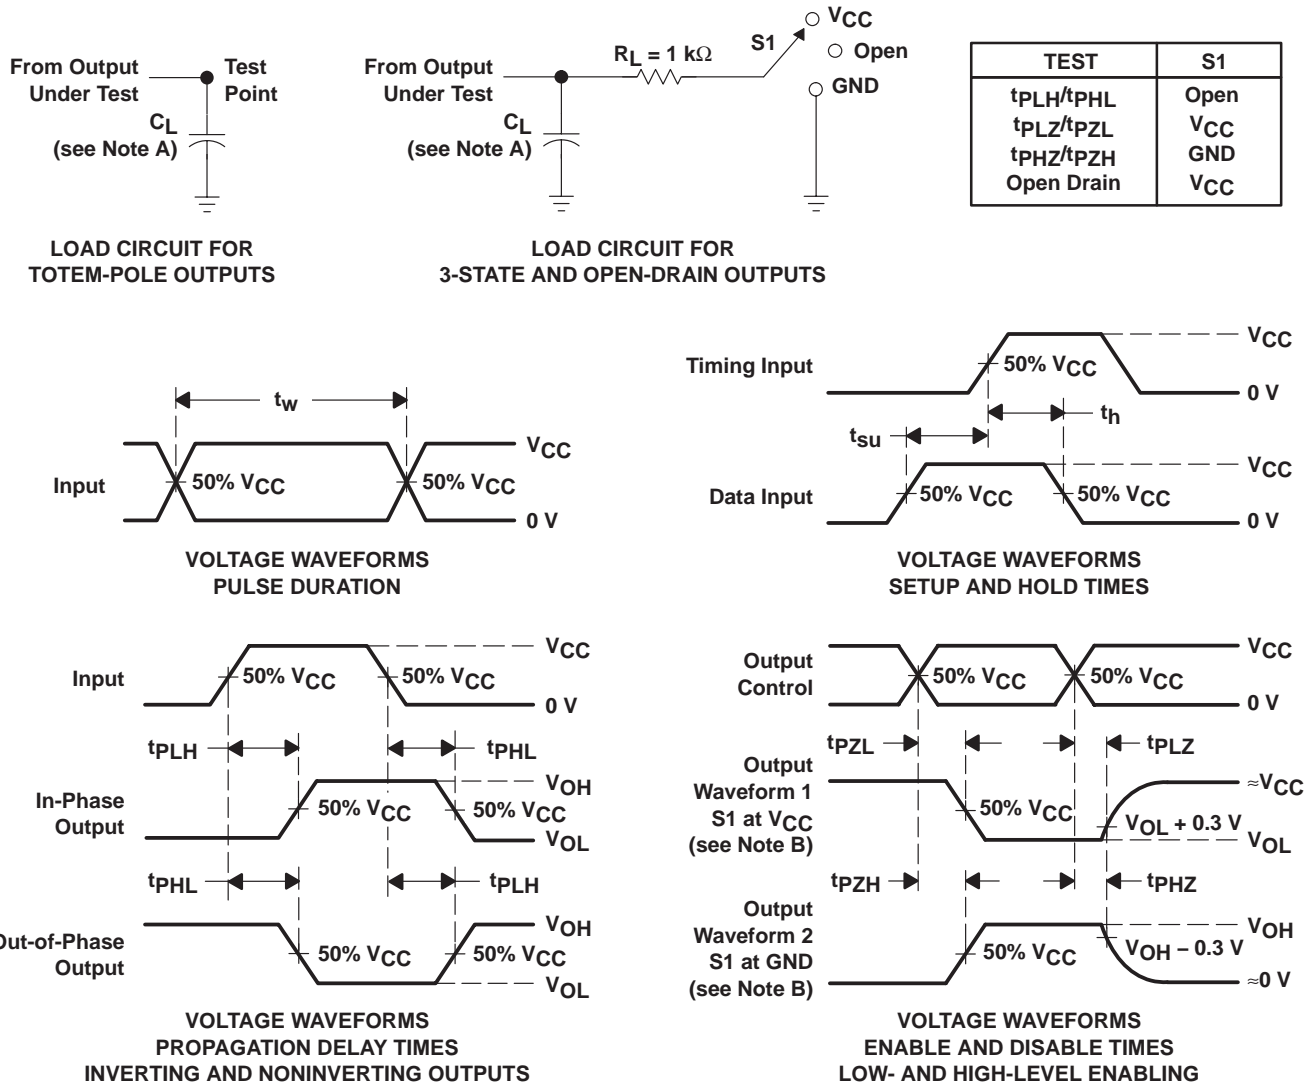 From Output
Under Test
Test
Point
CL
(see Note A)
LOAD CIRCUIT FOR
TOTEM-POLE OUTPUTS
From Output
Under Test
RL = 1 kΩ
S1
VCC
Open
GND
CL
(see Note A)
LOAD CIRCUIT FOR
3-STATE AND OPEN-DRAIN OUTPUTS
TEST S1
tPLH/tPHL Open
tPLZ/tPZL VCC
tPHZ/tPZH GND
Open Drain VCC
tw
Input
50% VCC
50% VCC
VCC
0 V
VOLTAGE WAVEFORMS
PULSE DURATION
Timing Input
50% VCC
VCC
0 V
tsu
th
Data Input
50% VCC
50% VCC
VCC
0 V
VOLTAGE WAVEFORMS
SETUP AND HOLD TIMES
Input
50% VCC
50% VCC
VCC
0 V
tPLH
tPHL
In-Phase
Output
50% VCC
50% VCC
VOH
VOL
tPHL
tPLH
Out-of-Phase
Output
50% VCC
50% VCC
VOH
VOL
VOLTAGE WAVEFORMS
PROPAGATION DELAY TIMES
INVERTING AND NONINVERTING OUTPUTS
Output
Control
50% VCC
50% VCC
VCC
0 V
tPZL
tPLZ
Output
Waveform 1
S1 at VCC
(see Note B)
50% VCC
VOL + 0.3 V
≈VCC
VOL
tPZH
tPHZ
Output
Waveform 2
S1 at GND
(see Note B)
50% VCC
VOH − 0.3 V
VOH
≈0 V
VOLTAGE WAVEFORMS
ENABLE AND DISABLE TIMES
LOW- AND HIGH-LEVEL ENABLING